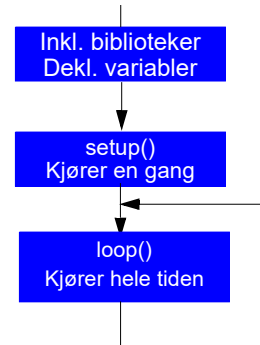 Inkl. biblioteker
Dekl. variabler
setup()
Kjører en gang
loop()
Kjører hele tiden